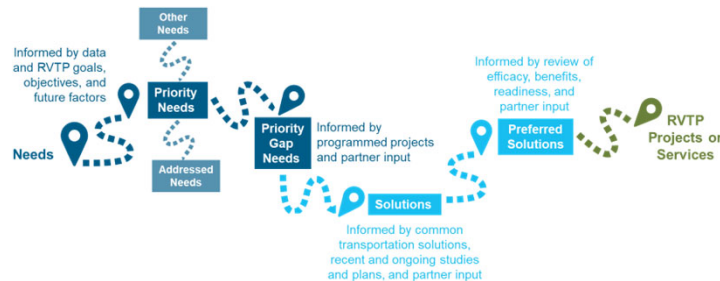 Other
Needs
Informed by data
and RVTP goals,
objectives, and
future factors
Priority
Needs
Needs
Addressed
Needs
Priority
Gap
Needs
Informed by
programmed projects
and partner input
Solutions
Informed by common
transportation solutions,
recent and ongoing studies
and plans, and partner input
Informed by review of
efficacy, benefits,
readiness, and
partner input
Preferred
Solutions
RVTP
Projects or
Services